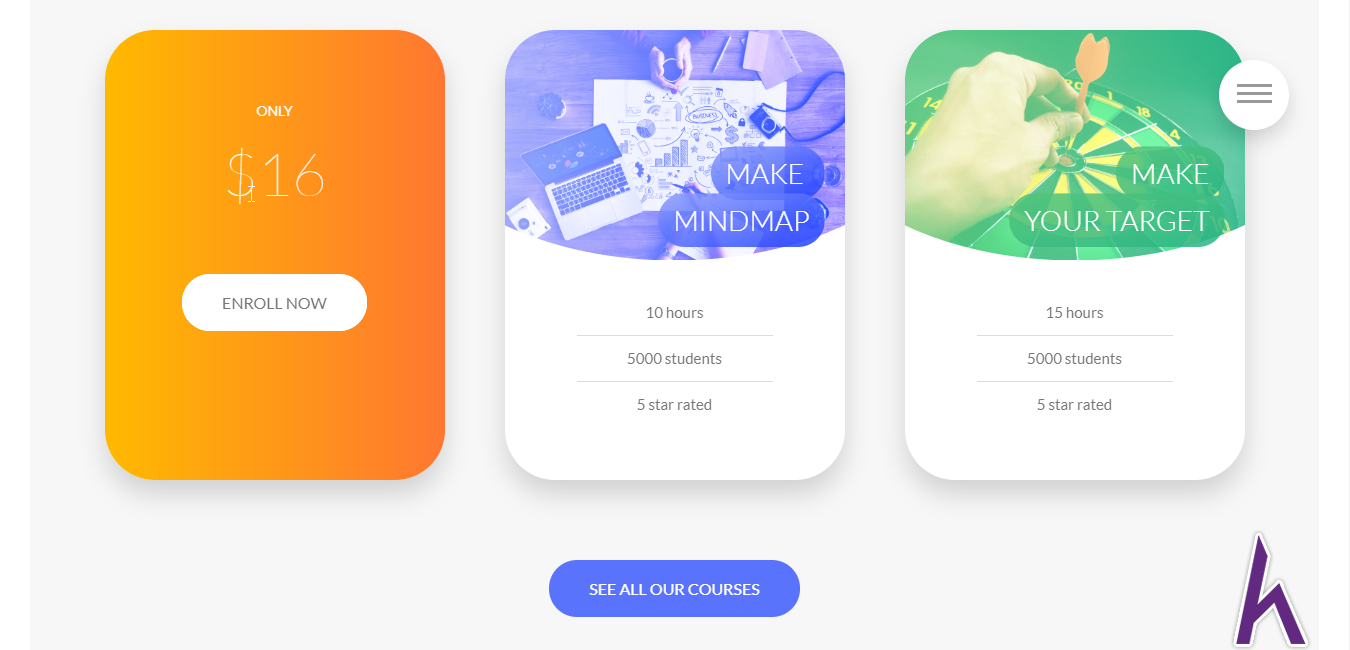 ONLY
$16
ENROLL NOW
BUSINESS
MAKE
MINDMAP
10 hours
5000 students
5 star rated
MAKE
YOUR TARGET
15 hours
5000 students
5 star rated
SEE ALL OUR COURSES